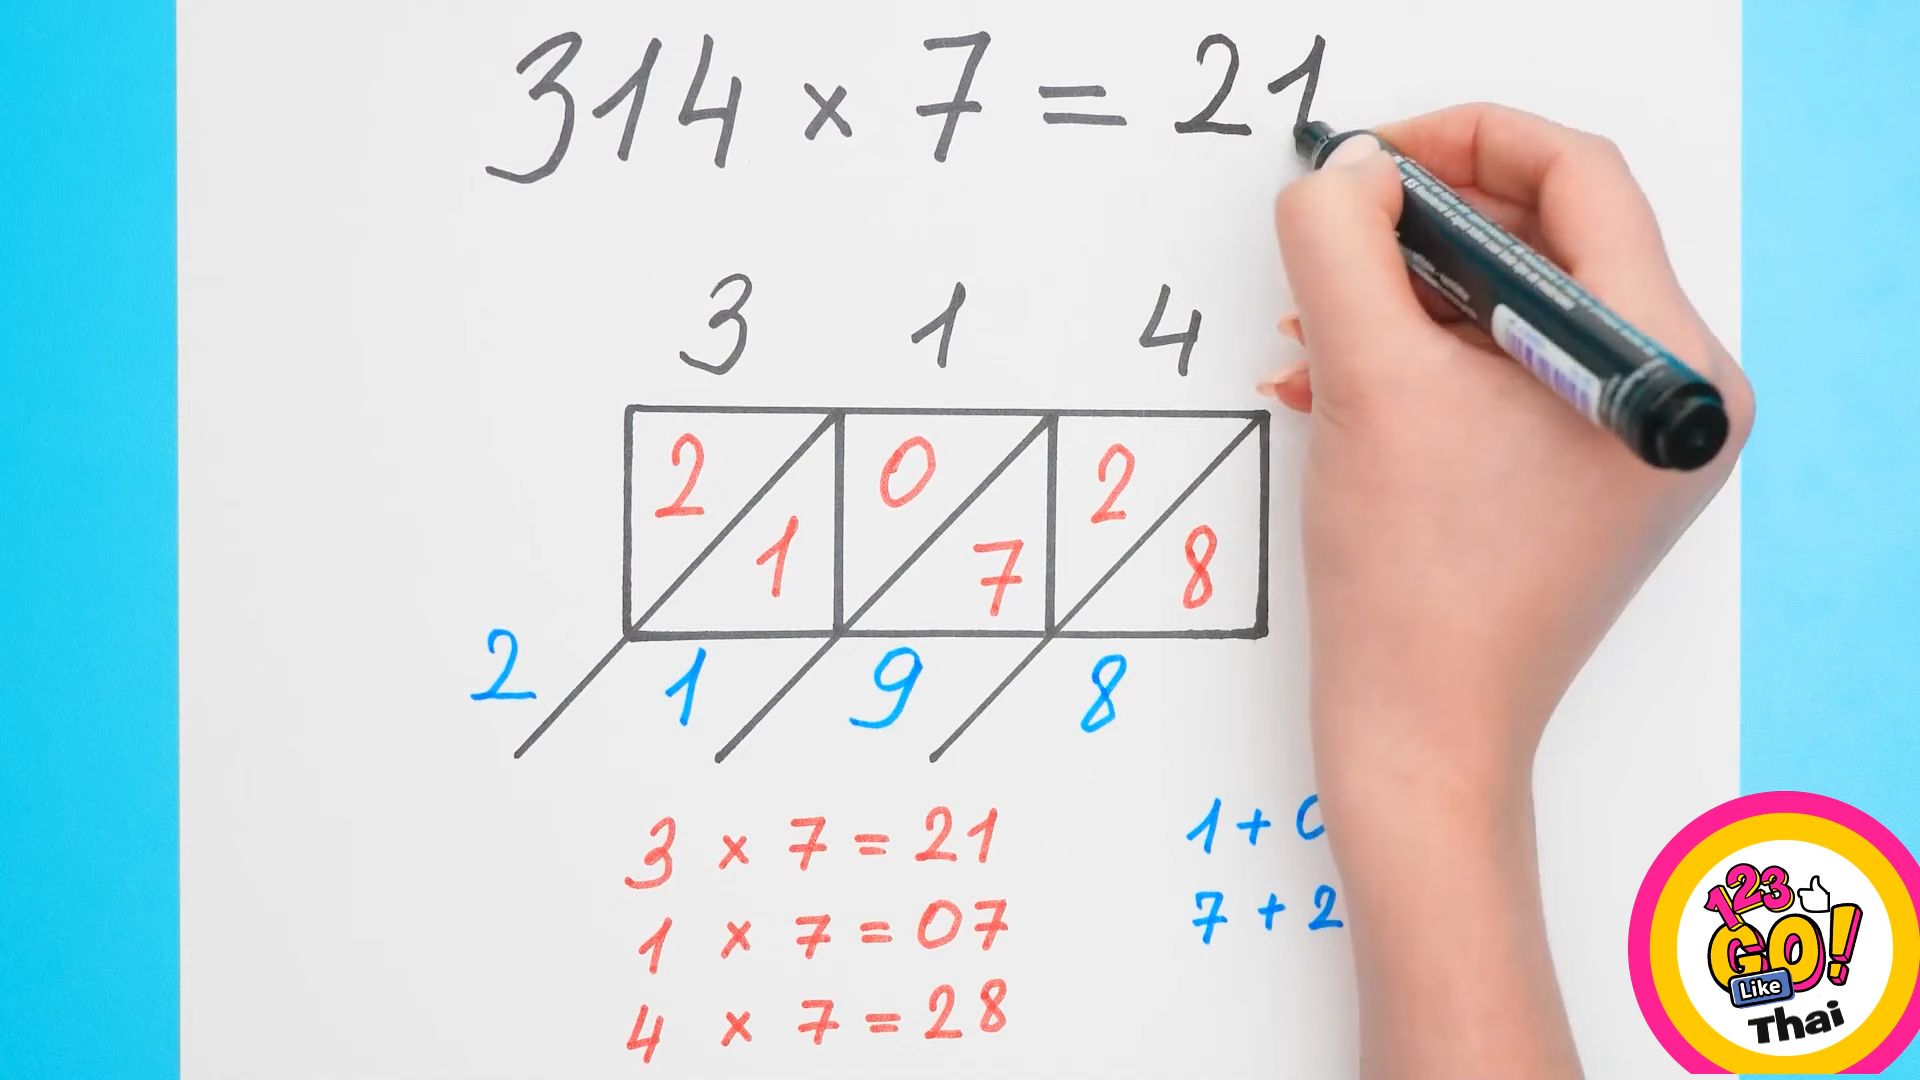 314 × 7 = 21
3 1 4
2 0 2
1 7 8
2 1 9 8
3 × 7 = 21
1 × 7 = 07
4 × 7 = 28
1 + 0
7 + 2
123
GO!
Like
Thai